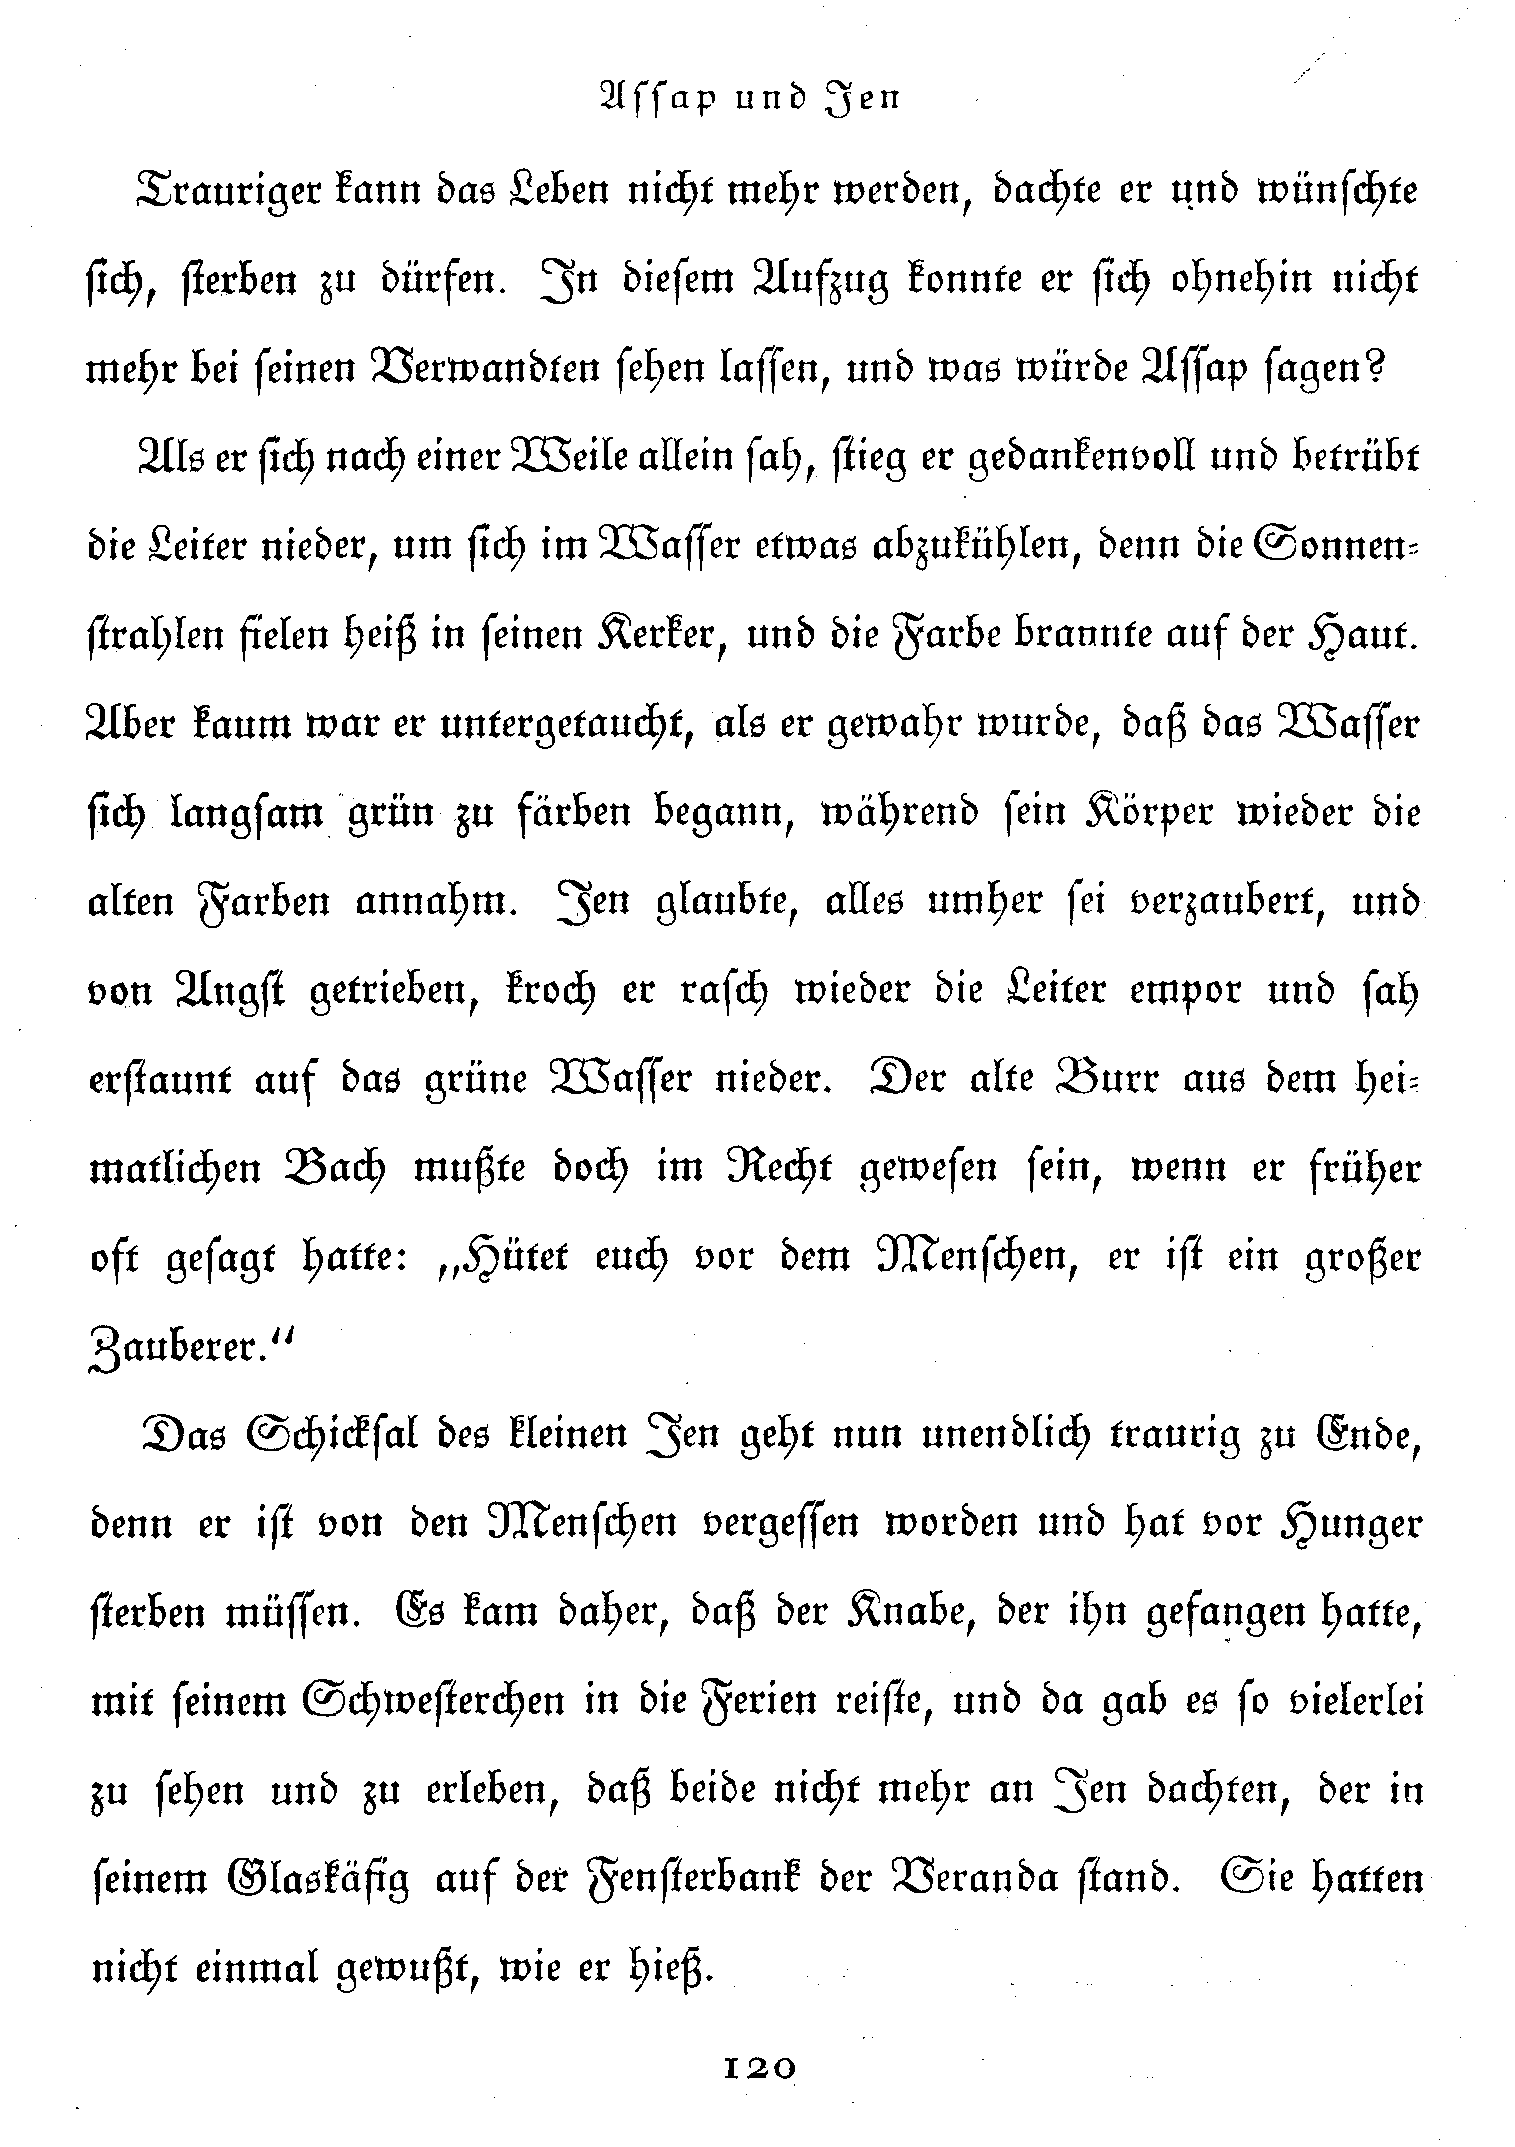 Assap und Jen
Trauriger kann das Leben nicht mehr werden, dachte er und wünschte
sich, sterben zu dürfen. In diesem Aufzug konnte er sich ohnehin nicht
mehr bei seinen Verwandten sehen lassen, und was würde Assap sagen?
Als er sich nach einer Weile allein sah, stieg er gedankenvoll und betrübt
die Leiter nieder, um sich im Wasser etwas abzukühlen, denn die Sonnen-
strahlen fielen heiß in seinen Kerker, und die Farbe brannte auf der Haut.
Aber kaum war er untergetaucht, als er gewahr wurde, daß das Wasser
sich langsam grün zu färben begann, während sein Körper wieder die
alten Farben annahm. Jen glaubte, alles umher sei verzaubert, und
von Angst getrieben, kroch er rasch wieder die Leiter empor und sah
erstaunt auf das grüne Wasser nieder. Der alte Burr aus dem hei-
matlichen Bach mußte doch im Recht gewesen sein, wenn er früher
oft gesagt hatte: „Hütet euch vor dem Menschen, er ist ein großer
Zauberer.“
Das Schicksal des kleinen Jen geht nun unendlich traurig zu Ende,
denn er ist von den Menschen vergessen worden und hat vor Hunger
sterben müssen. Es kam daher, daß der Knabe, der ihn gefangen hatte,
mit seinem Schwesterchen in die Ferien reiste, und da gab es so vielerlei
zu sehen und zu erleben, daß beide nicht mehr an Jen dachten, der in
seinem Glaskäfig auf der Fensterbank der Veranda stand. Sie hatten
nicht einmal gewußt, wie er hieß.
120